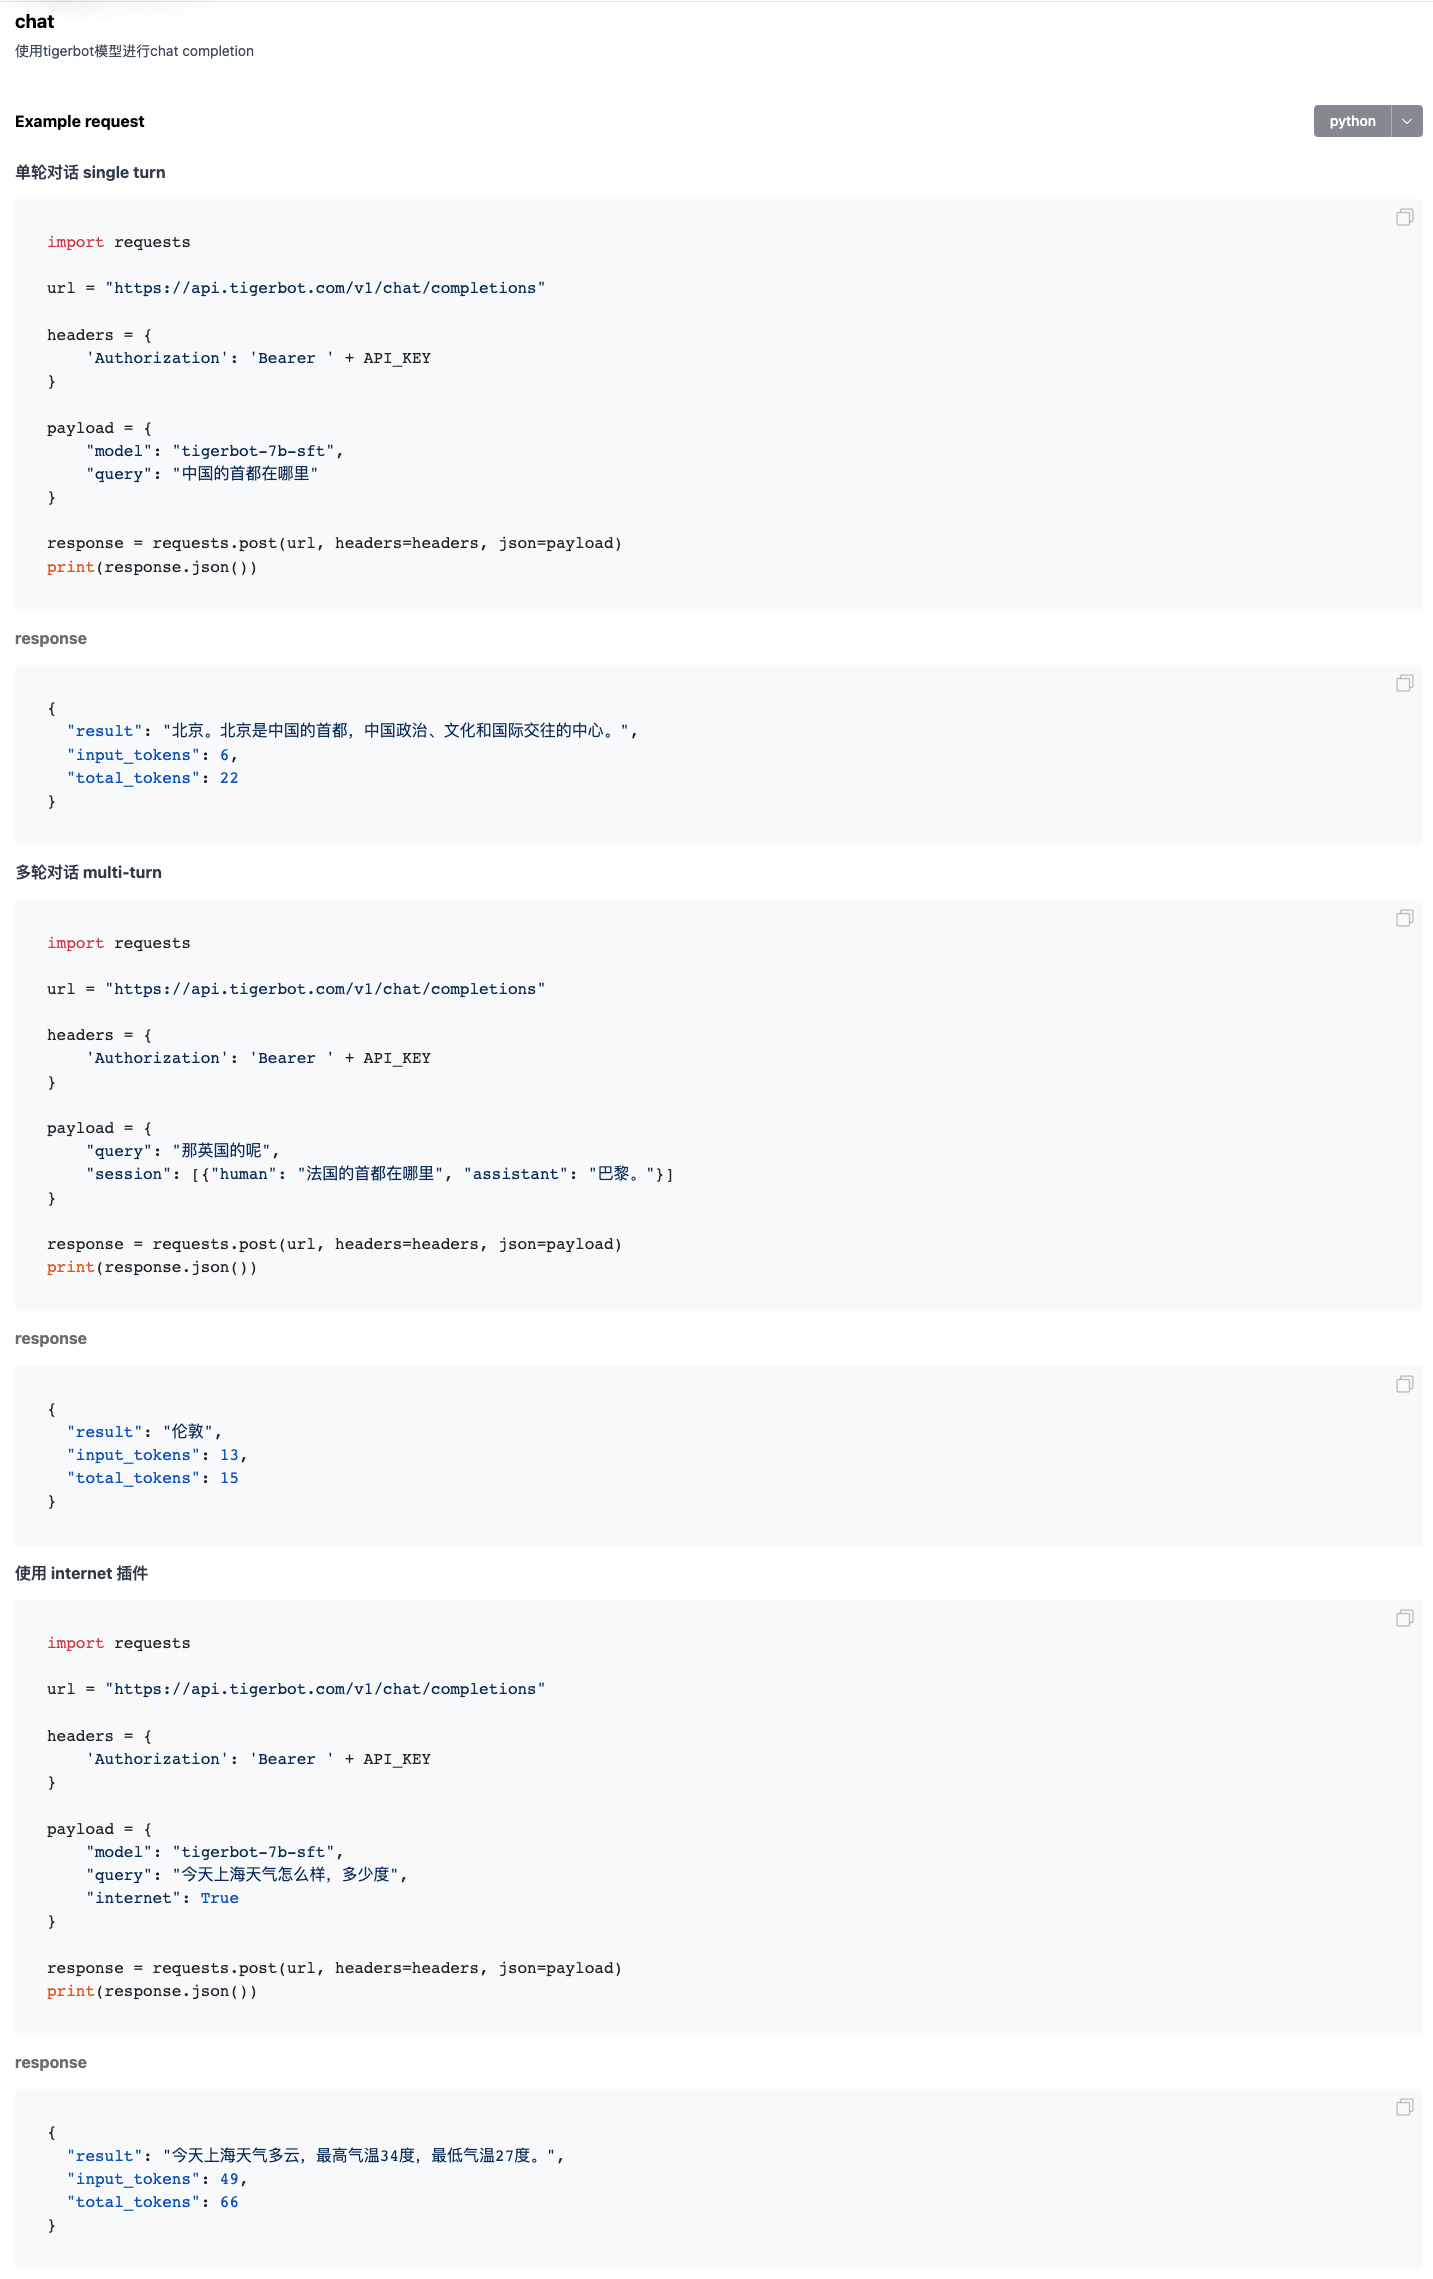 chat
使用tigerbot模型进行chat completion
Example request
python
单轮对话 single turn
import requests
url = "https://api.tigerbot.com/v1/chat/completions"
headers = {
    'Authorization': 'Bearer ' + API_KEY
}
payload = {
    "model": "tigerbot-7b-sft",
    "query": "中国的首都在哪里"
}
response = requests.post(url, headers=headers, json=payload)
print(response.json())
response
{
  "result": "北京。北京是中国的首都，中国政治、文化和国际交往的中心。",
  "input_tokens": 6,
  "total_tokens": 22
}
多轮对话 multi-turn
import requests
url = "https://api.tigerbot.com/v1/chat/completions"
headers = {
    'Authorization': 'Bearer ' + API_KEY
}
payload = {
    "query": "那英国的呢",
    "session": [{"human": "法国的首都在哪里", "assistant": "巴黎。"}]
}
response = requests.post(url, headers=headers, json=payload)
print(response.json())
response
{
  "result": "伦敦",
  "input_tokens": 13,
  "total_tokens": 15
}
使用 internet 插件
import requests
url = "https://api.tigerbot.com/v1/chat/completions"
headers = {
    'Authorization': 'Bearer ' + API_KEY
}
payload = {
    "model": "tigerbot-7b-sft",
    "query": "今天上海天气怎么样，多少度",
    "internet": True
}
response = requests.post(url, headers=headers, json=payload)
print(response.json())
response
{
  "result": "今天上海天气多云，最高气温34度，最低气温27度。",
  "input_tokens": 49,
  "total_tokens": 66
}